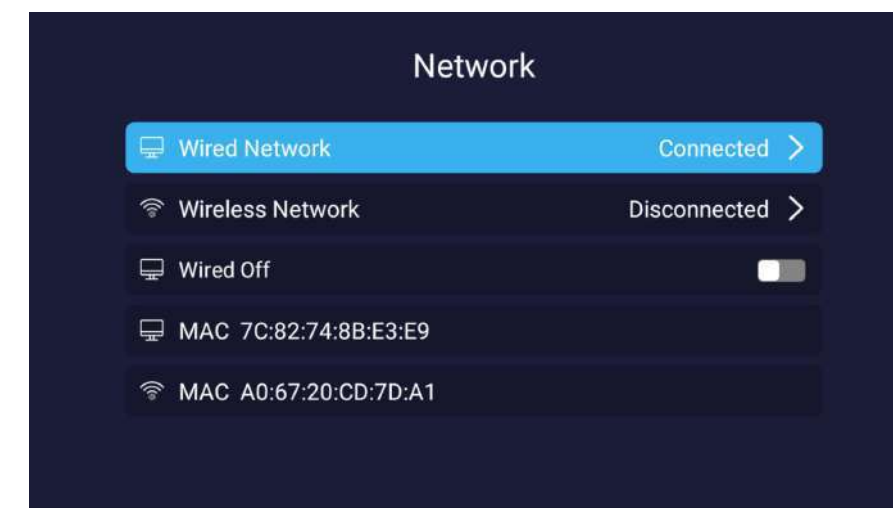 Network
Wired Network Connected
Wireless Network Disconnected
Wired Off
MAC 7C:82:74:8B:E3:E9
MAC A0:67:20:CD:7D:A1